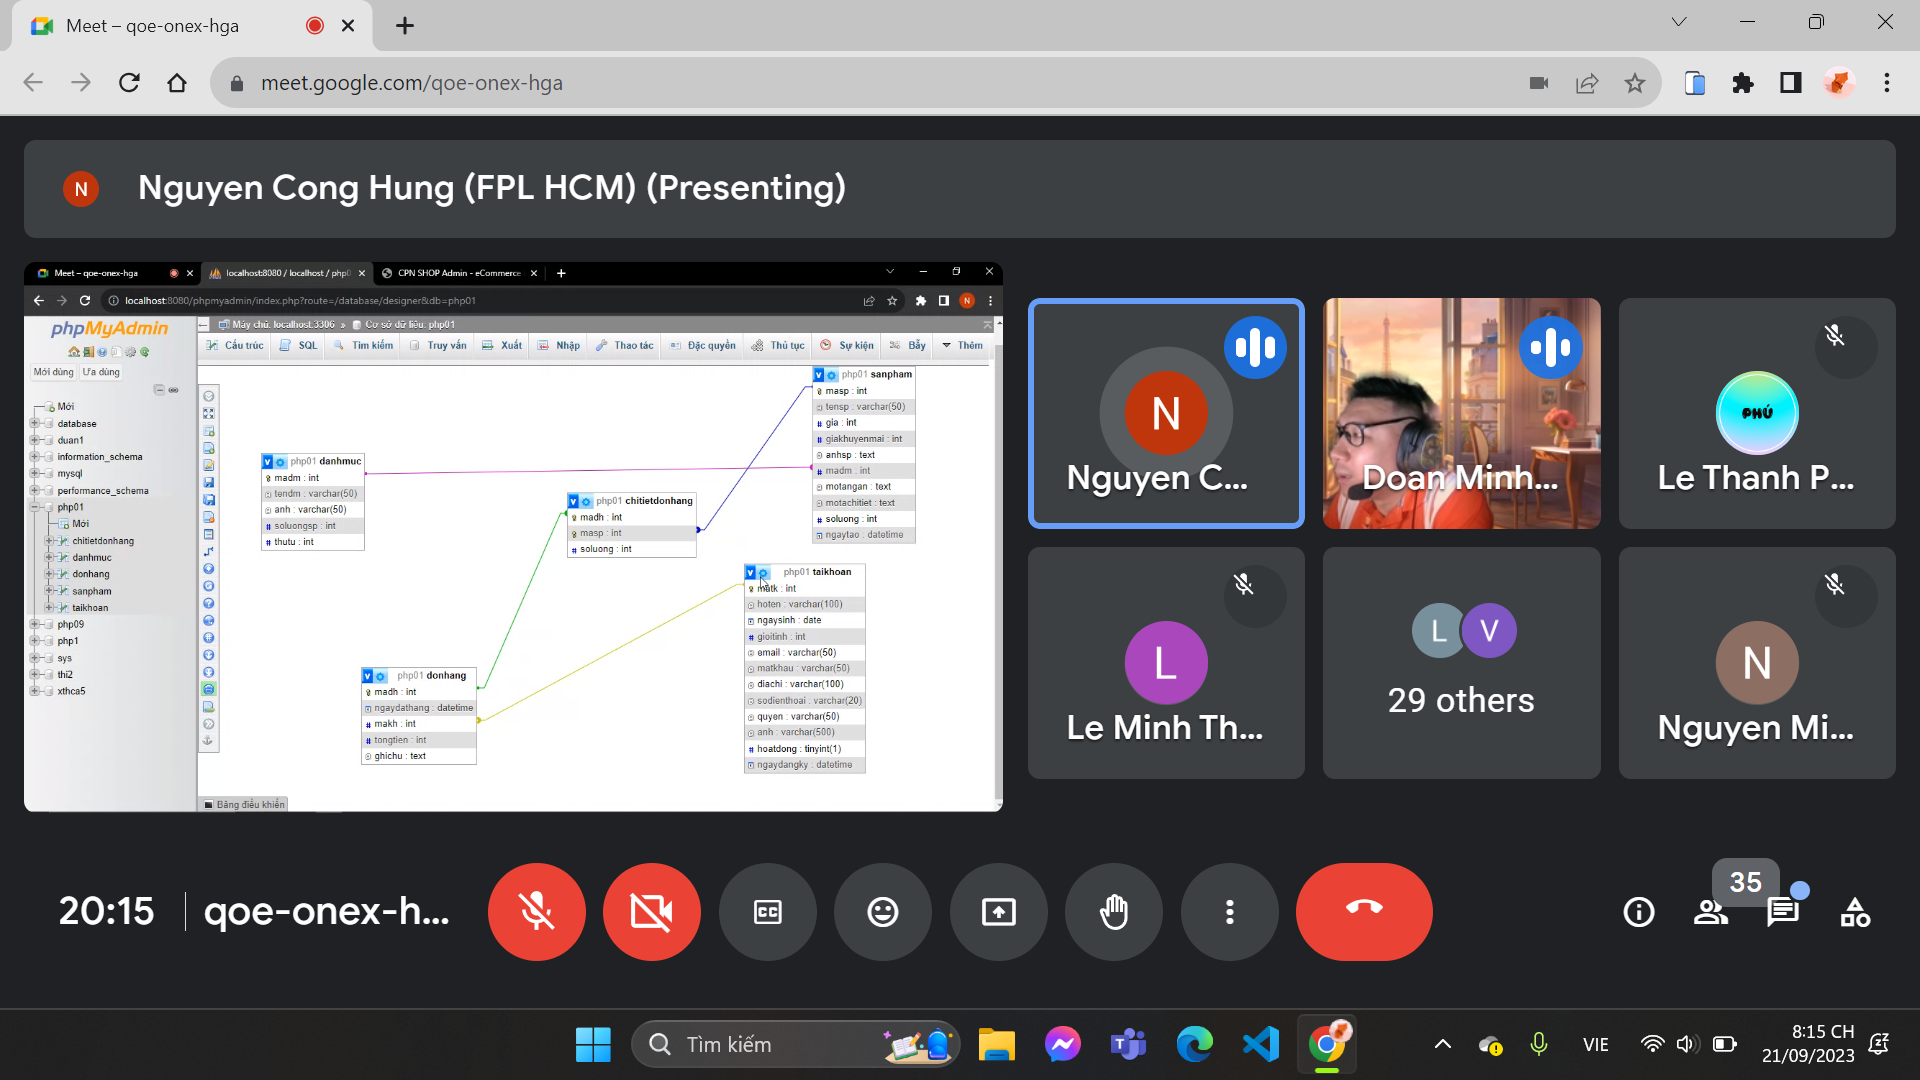 Meet – qoe-onex-hga
meet.google.com/qoe-onex-hga
N
Nguyen Cong Hung (FPL HCM) (Presenting)
Meet – qoe-onex-hga
localhost:8080 / localhost / php0
CPN SHOP Admin - eCommerce
localhost:8080/phpmyadmin/index.php?route=/database/designer&db=php01
N
phpMyAdmin
Mới dùng
Ưa dùng
Mới
database
duan1
information_schema
mysql
performance_schema
php01
Mới
chitietdonhang
danhmuc
donhang
sanpham
taikhoan
php09
php1
sys
thi2
xthca5
Máy chủ: localhost:3306 » Cơ sở dữ liệu: php01
Cấu trúc
SQL
Tìm kiếm
Truy vấn
Xuất
Nhập
Thao tác
Đặc quyền
Thủ tục
Sự kiện
Bẫy
Thêm
V php01 danhmuc
madm : int
tendm : varchar(50)
anh : varchar(50)
# soluongsp : int
# thutu : int
V php01 chitietdonhang
madh : int
masp : int
# soluong : int
V php01 sanpham
masp : int
tensp : varchar(50)
# gia : int
# giakhuyenmai : int
anhsp : text
# madm : int
motangan : text
motachitiet : text
# soluong : int
ngaytao : datetime
V php01 donhang
madh : int
ngaydathang : datetime
# makh : int
# tongtien : int
ghichu : text
V php01 taikhoan
matk : int
hoten : varchar(100)
ngaysinh : date
# gioitinh : int
email : varchar(50)
matkhau : varchar(50)
diachi : varchar(100)
sodienthoai : varchar(20)
quyen : varchar(50)
anh : varchar(500)
# hoatdong : tinyint(1)
ngaydangky : datetime
Bảng điều khiển
N
Nguyen C...
Doan Minh...
PHÚ
Le Thanh P...
L
Le Minh Th...
L
V
29 others
N
Nguyen Mi...
20:15
qoe-onex-h...
CC
35
Tìm kiếm
VIE
8:15 CH
21/09/2023